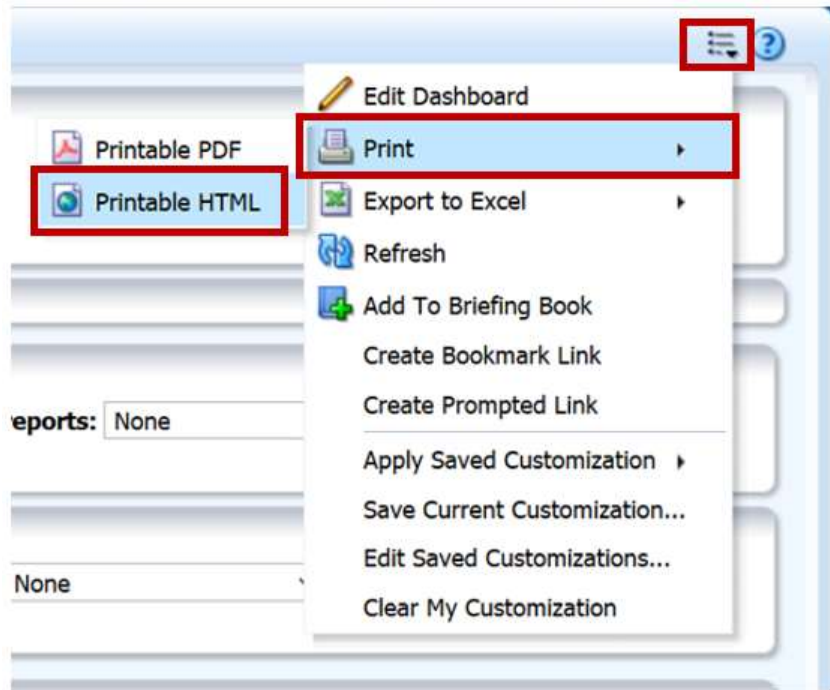 ?
Edit Dashboard
Printable PDF
Print
Printable HTML
Export to Excel
Refresh
Add To Briefing Book
Create Bookmark Link
Create Prompted Link
eports: None
Apply Saved Customization
Save Current Customization...
Edit Saved Customizations...
None
Clear My Customization